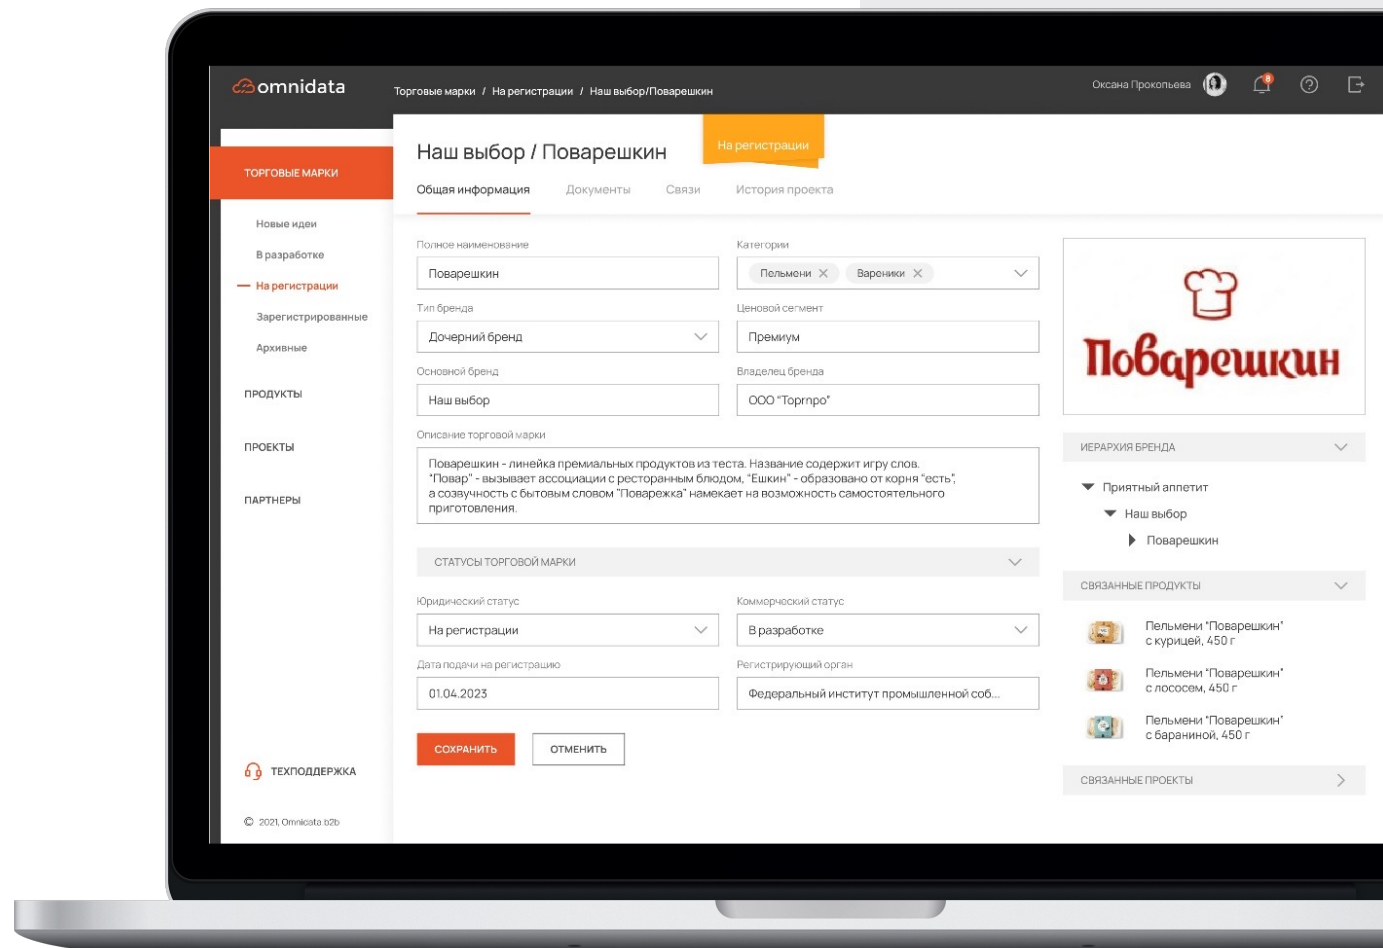 omnidata
Торговые марки / На регистрации / Наш выбор/Поварешкин
Оксана Прокопьева
8
ТОРГОВЫЕ МАРКИ
Новые идеи
В разработке
На регистрации
Зарегистрированные
Архивные
ПРОДУКТЫ
ПРОЕКТЫ
ПАРТНЕРЫ
ТЕХПОДДЕРЖКА
© 2021, Omnidata.b2b
Наш выбор / Поварешкин
На регистрации
Общая информация Документы Связи История проекта
Полное наименование
Поварешкин
Категории
Пельмени Вареники
Тип бренда
Дочерний бренд
Ценовой сегмент
Премиум
Основной бренд
Наш выбор
Владелец бренда
ООО "Торгпро"
Описание торговой марки
Поварешкин - линейка премиальных продуктов из теста. Название содержит игру слов.
"Повар" - вызывает ассоциации с ресторанным блюдом, "Ешкин" - образовано от корня "есть",
а созвучность с бытовым словом "Поварежка" намекает на возможность самостоятельного
приготовления.
СТАТУСЫ ТОРГОВОЙ МАРКИ
Юридический статус
На регистрации
Коммерческий статус
В разработке
Дата подачи на регистрацию
01.04.2023
Регистрирующий орган
Федеральный институт промышленной соб...
СОХРАНИТЬ ОТМЕНИТЬ
Поварешкин
ИЕРАРХИЯ БРЕНДА
Приятный аппетит
Наш выбор
Поварешкин
СВЯЗАННЫЕ ПРОДУКТЫ
Пельмени "Поварешкин"
с курицей, 450 г
Пельмени "Поварешкин"
с лососем, 450 г
Пельмени "Поварешкин"
с бараниной, 450 г
СВЯЗАННЫЕ ПРОЕКТЫ